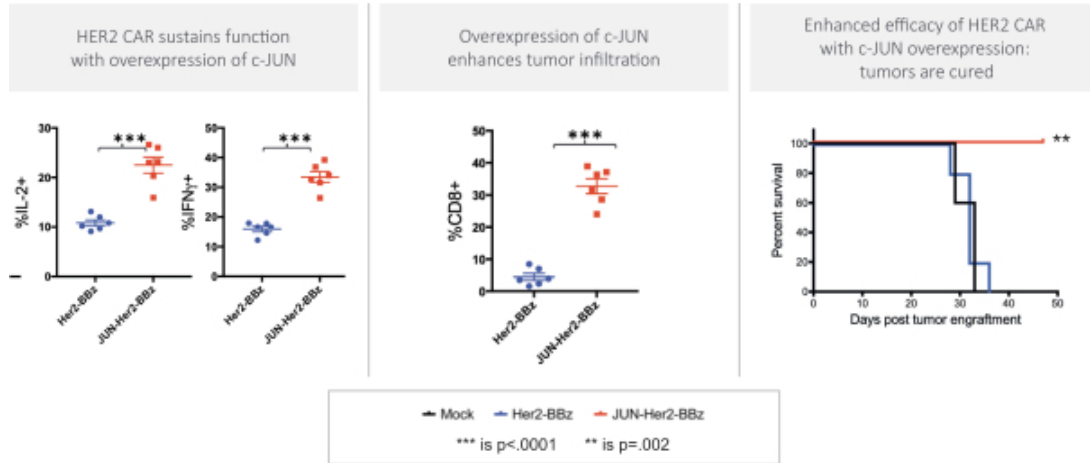 HER2 CAR sustains function
with overexpression of c-JUN
Overexpression of c-JUN
enhances tumor infiltration
Enhanced efficacy of HER2 CAR
with c-JUN overexpression:
tumors are cured
%IL-2+
30
20
10
0
***
Her2-BBz
JUN-Her2-BBz
%IFNγ+
50
40
30
20
10
0
***
Her2-BBz
JUN-Her2-BBz
%CD8+
50
40
30
20
10
0
***
Her2-BBz
JUN-Her2-BBz
Percent survival
100
80
60
40
20
0
**
0 10 20 30 40 50
Days post tumor engraftment
Mock Her2-BBz JUN-Her2-BBz
*** is p<.0001 ** is p=.002